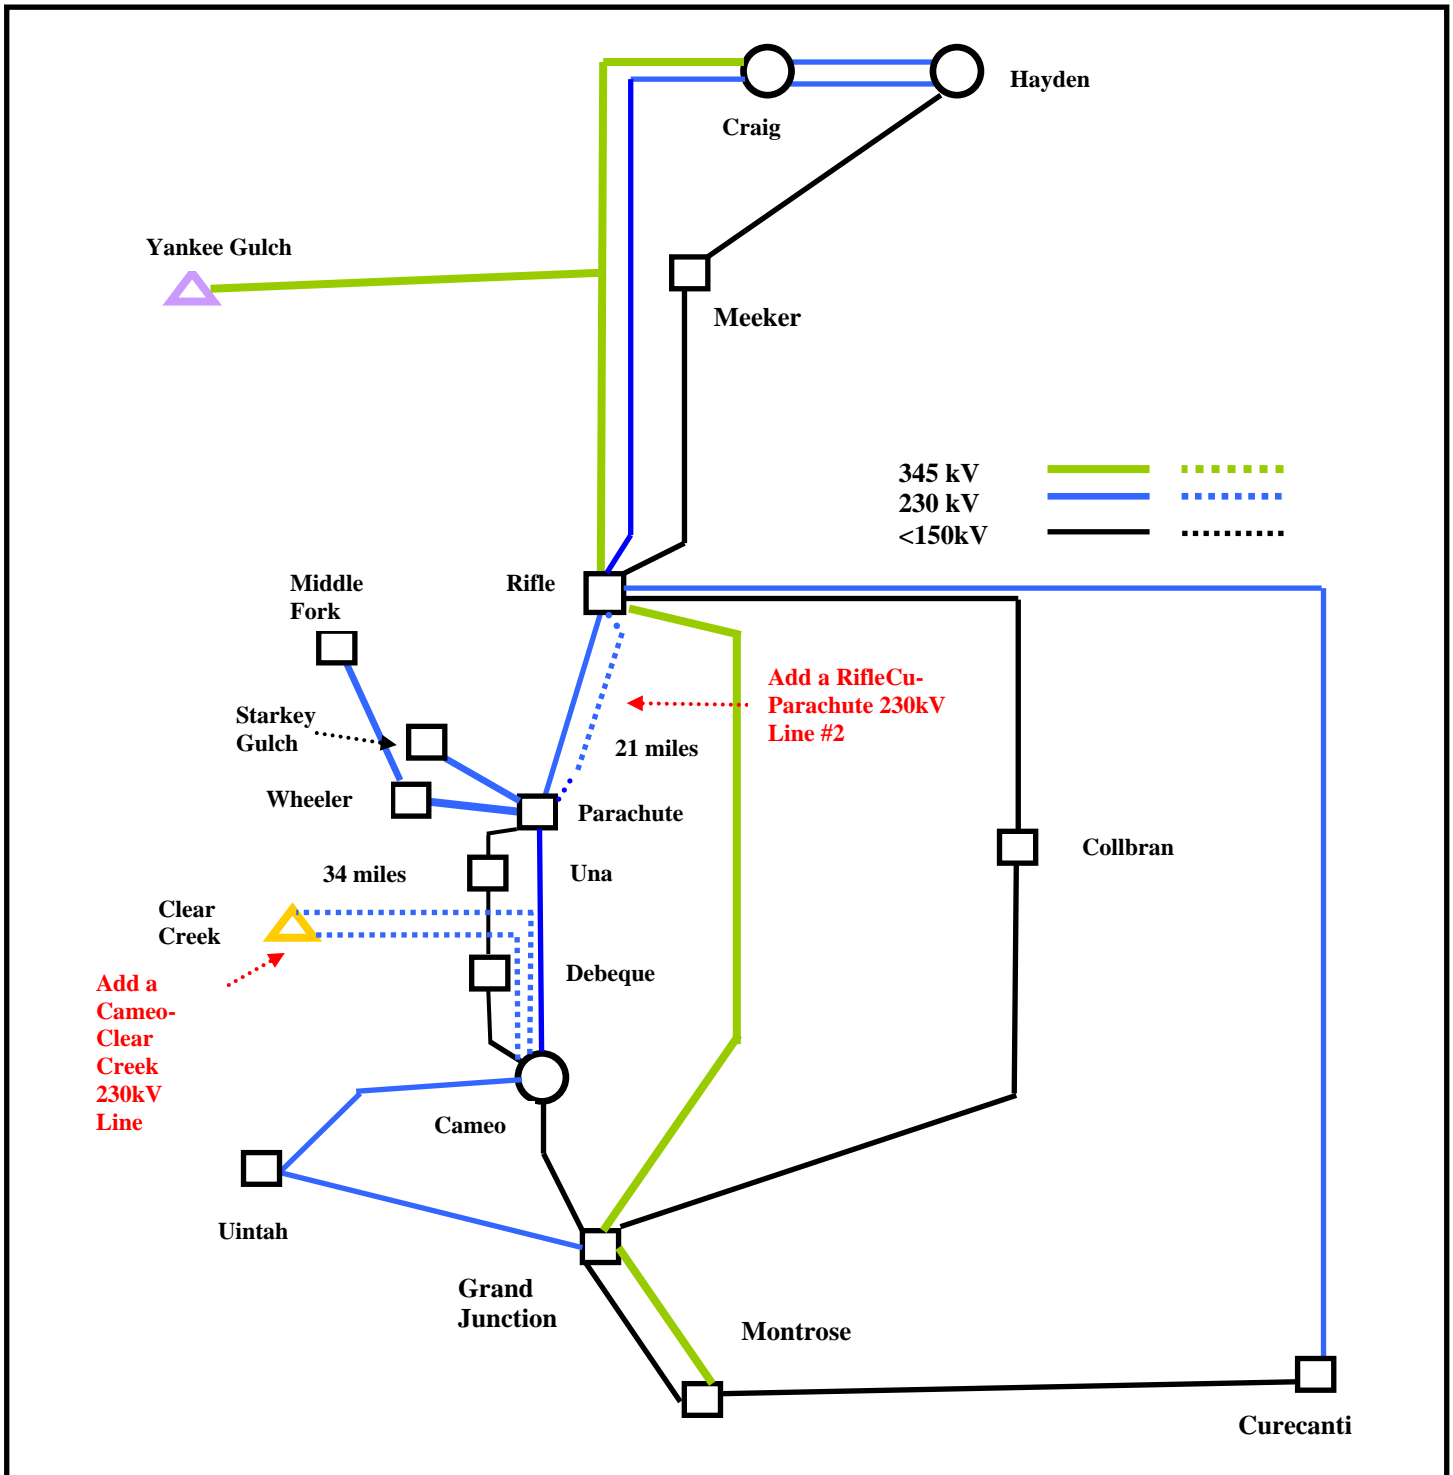 Hayden
Craig
Yankee Gulch
Meeker
345 kV
230 kV
<150kV
Middle
Fork
Rifle
Add a RifleCu-
Parachute 230kV
Line #2
Starkey
Gulch
21 miles
Wheeler
Parachute
Collbran
34 miles
Una
Clear
Creek
Debeque
Add a
Cameo-
Clear
Creek
230kV
Line
Cameo
Uintah
Grand
Junction
Montrose
Curecanti